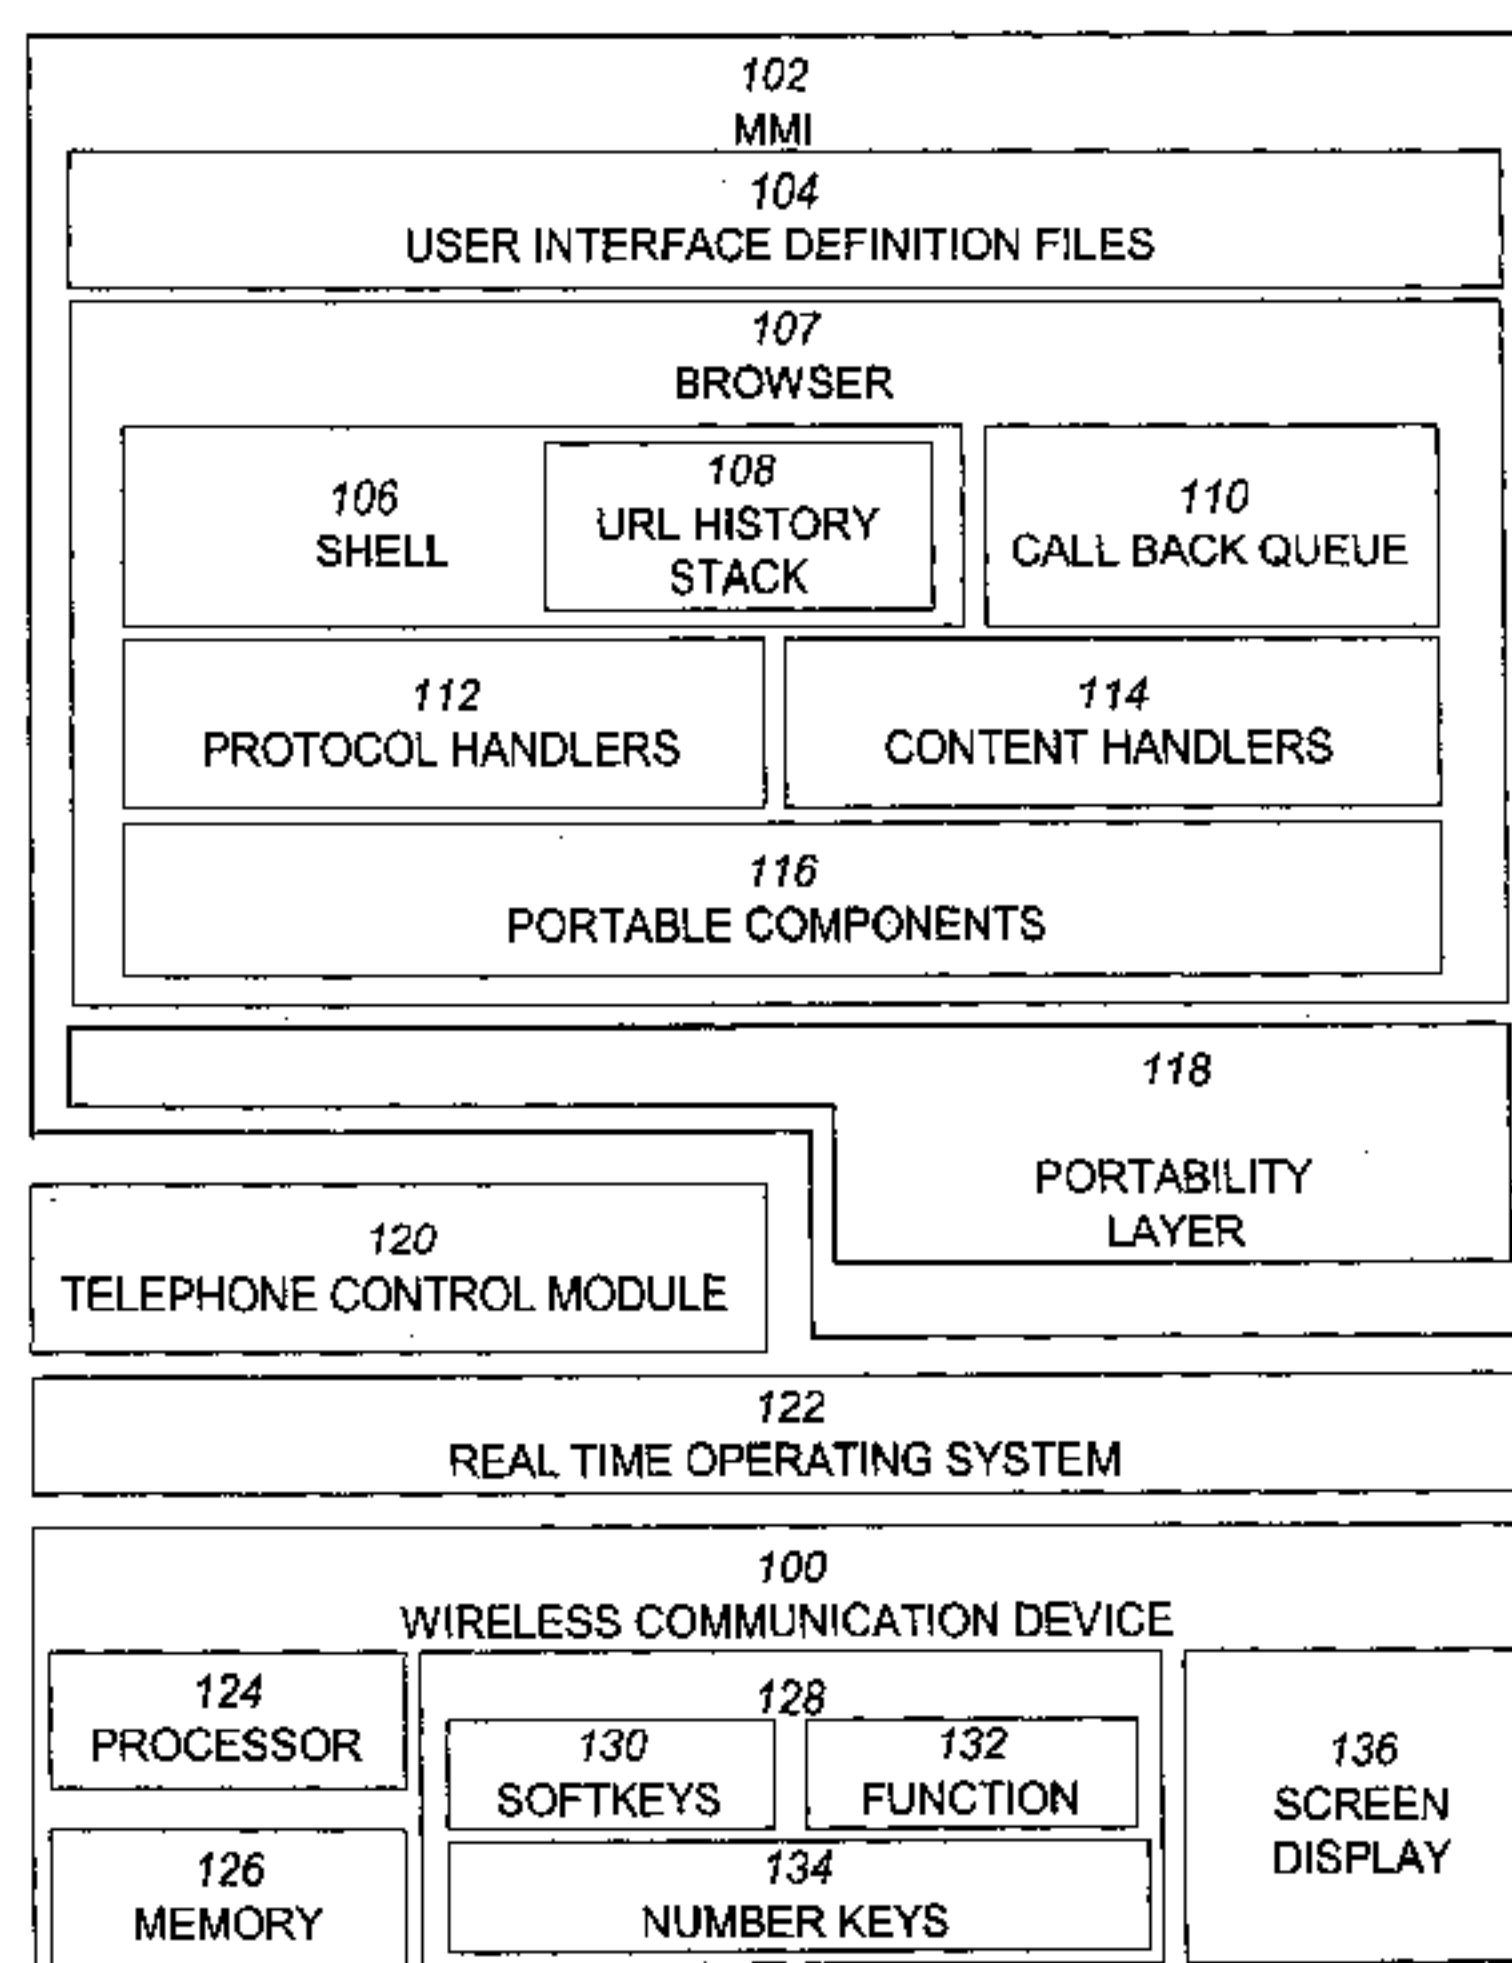 102
MMI
104
USER INTERFACE DEFINITION FILES
107
BROWSER
106
SHELL
108
URL HISTORY
STACK
110
CALL BACK QUEUE
112
PROTOCOL HANDLERS
114
CONTENT HANDLERS
116
PORTABLE COMPONENTS
118
PORTABILITY
LAYER
120
TELEPHONE CONTROL MODULE
122
REAL TIME OPERATING SYSTEM
100
WIRELESS COMMUNICATION DEVICE
124
PROCESSOR
126
MEMORY
128
130
SOFTKEYS
132
FUNCTION
134
NUMBER KEYS
136
SCREEN
DISPLAY